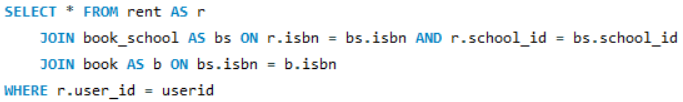 SELECT * FROM rent AS r
JOIN book_school AS bs ON r.isbn = bs.isbn AND r.school_id = bs.school_id
JOIN book AS b ON bs.isbn = b.isbn
WHERE r.user_id = userid